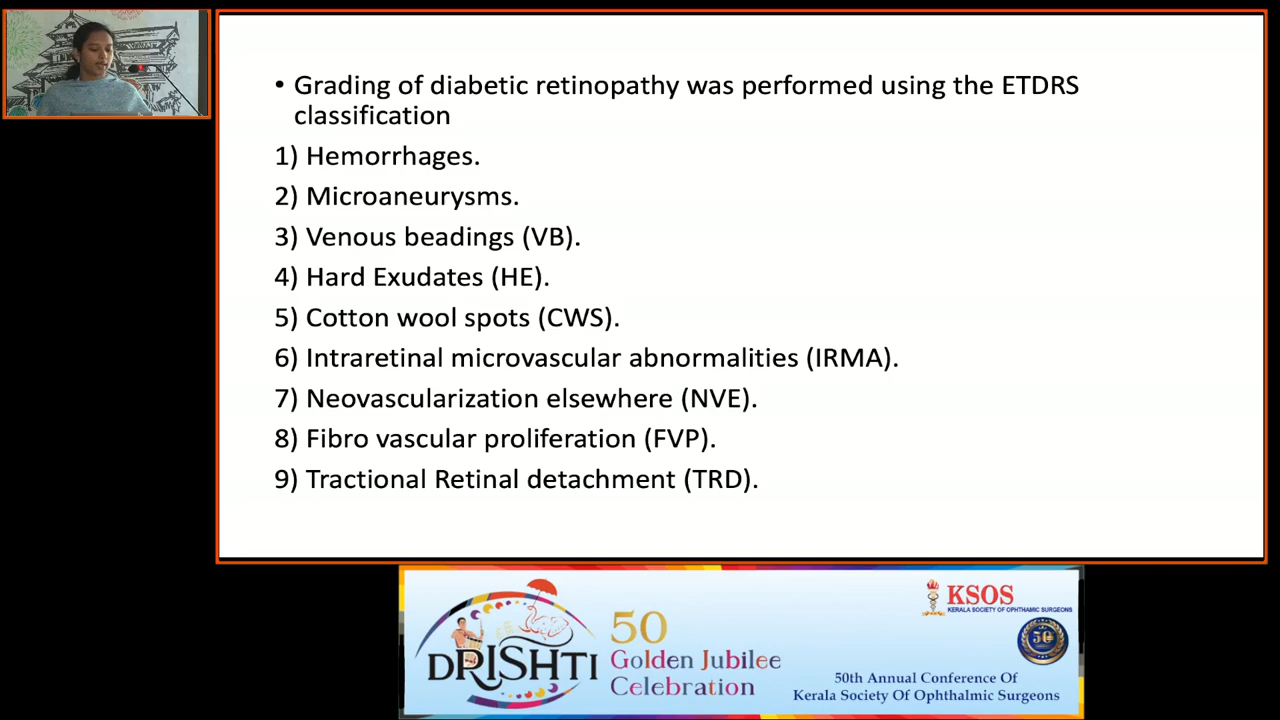 • Grading of diabetic retinopathy was performed using the ETDRS
classification
1) Hemorrhages.
2) Microaneurysms.
3) Venous beadings (VB).
4) Hard Exudates (HE).
5) Cotton wool spots (CWS).
6) Intraretinal microvascular abnormalities (IRMA).
7) Neovascularization elsewhere (NVE).
8) Fibro vascular proliferation (FVP).
9) Tractional Retinal detachment (TRD).
DRISHTI
50
Golden Jubilee
Celebration
KSOS
KERALA SOCIETY OF OPHTHAMIC SURGEONS
50
50th Annual Conference Of
Kerala Society Of Ophthalmic Surgeons